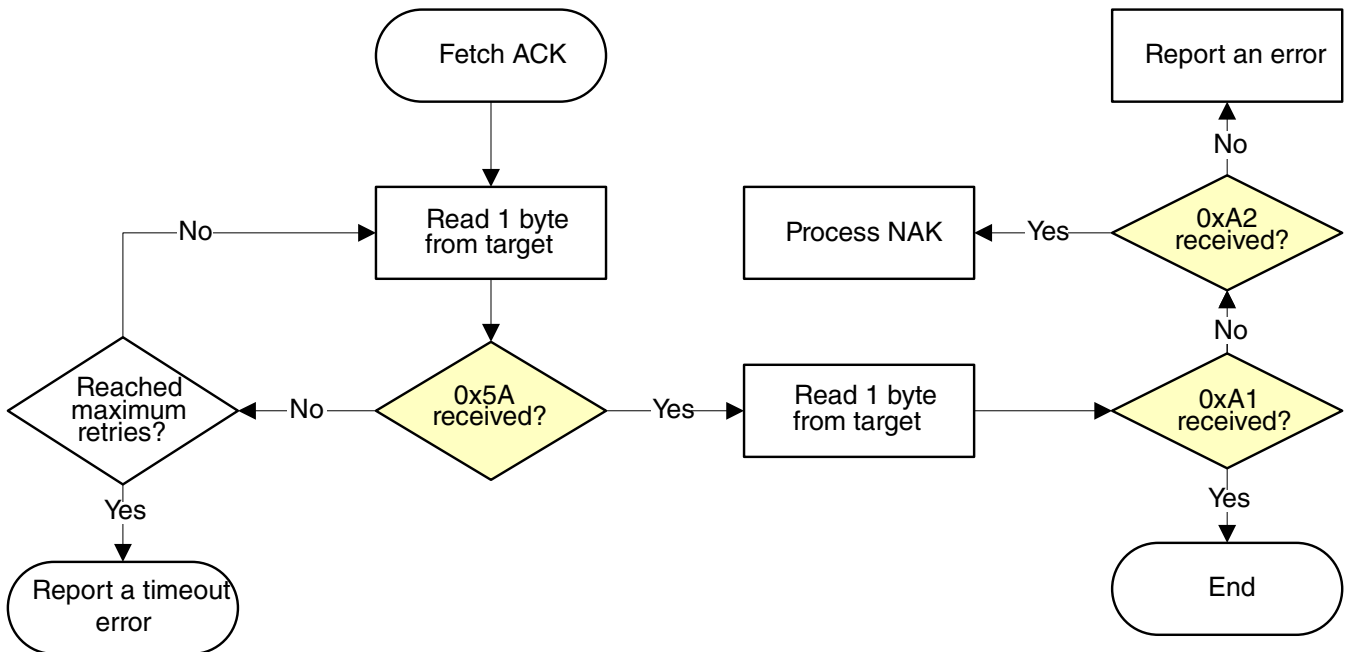 Fetch ACK
Report an error
No
Read 1 byte
from target
Process NAK
Yes
0xA2
received?
No
No
Reached
maximum
retries?
No
0x5A
received?
Yes
Read 1 byte
from target
0xA1
received?
Yes
Yes
Report a timeout
error
End